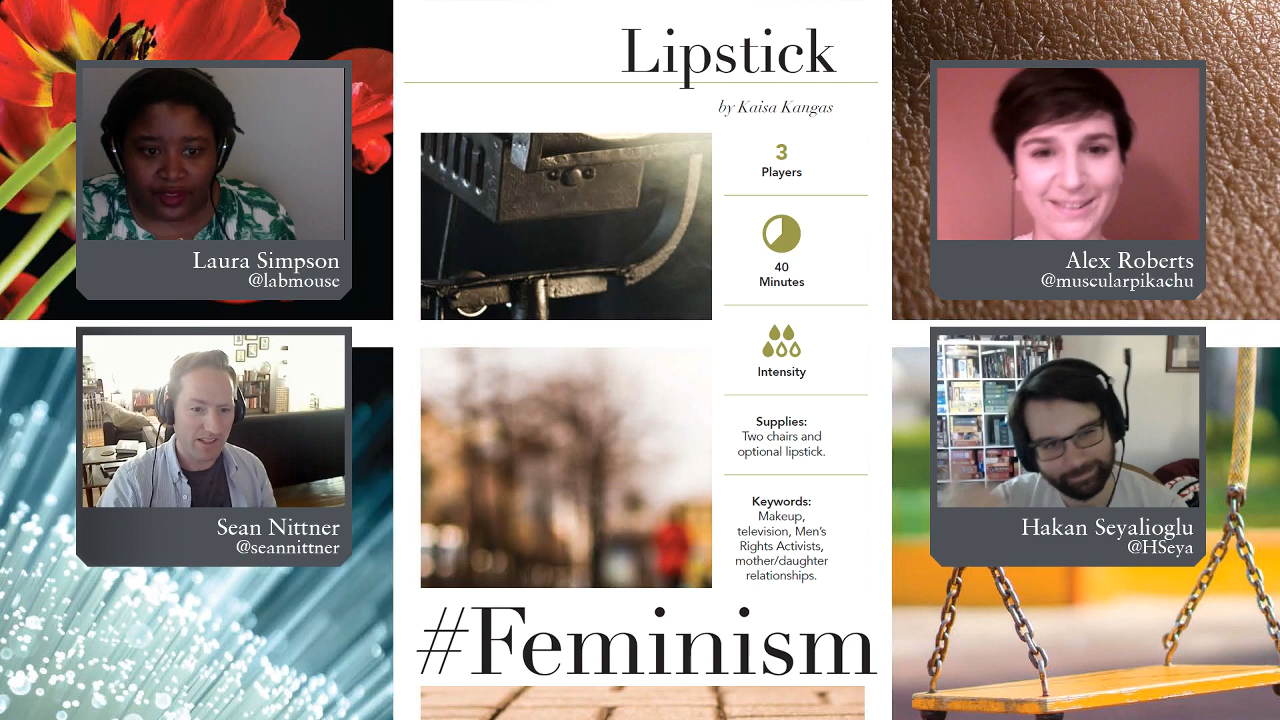 Lipstick
by Kaisa Kangas
3
Players
40
Minutes
Intensity
Supplies:
Two chairs and
optional lipstick.
Keywords:
Makeup,
television, Men's
Rights Activists,
mother/daughter
relationships.
#Feminism
Laura Simpson
@labmouse
Sean Nittner
@seannittner
Alex Roberts
@muscularpikachu
Hakan Seyalioglu
@HSeya